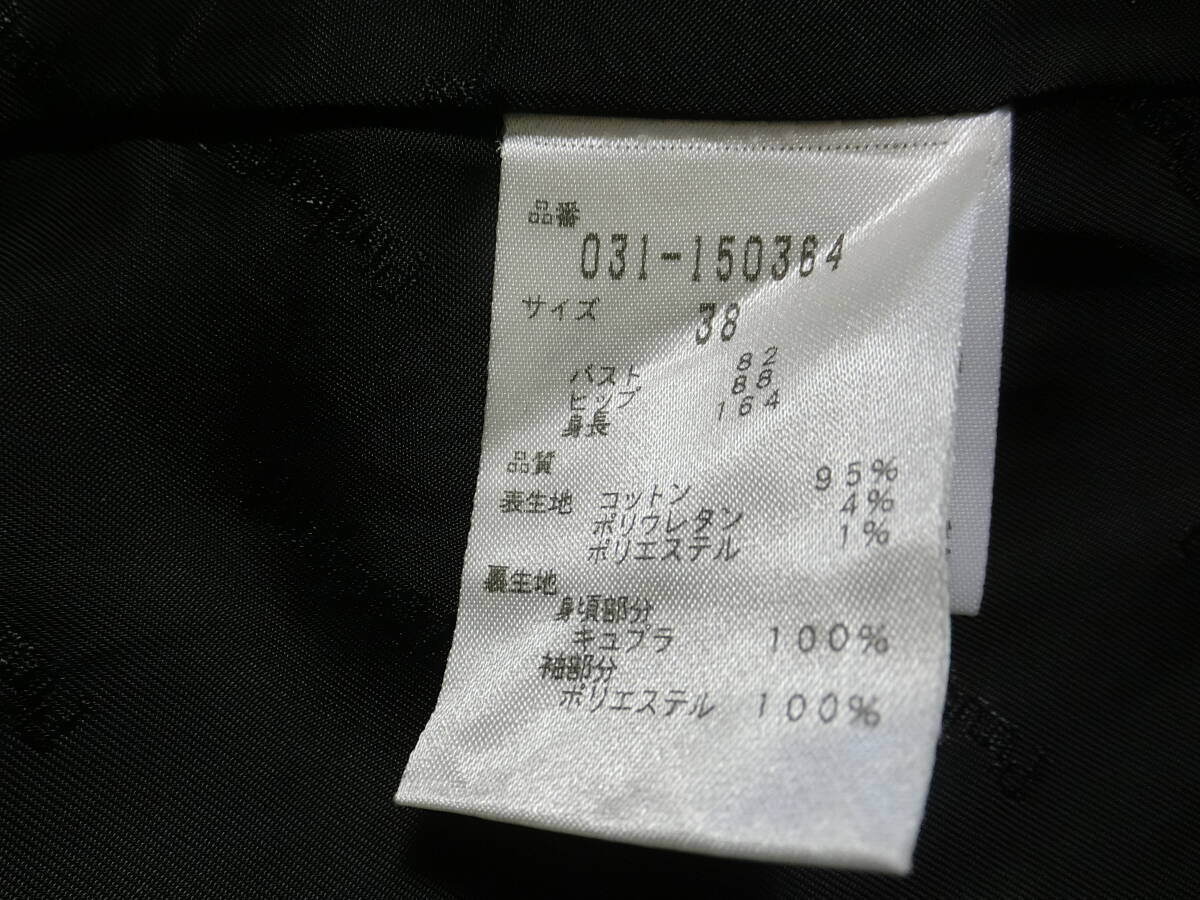 品番
031-150364
サイズ 38
バスト 82
ヒップ 88
身長 164
品質
表生地 コットン 95%
ポリウレタン 4%
ポリエステル 1%
裏生地
身頃部分
キュプラ 100%
袖部分
ポリエステル 100%